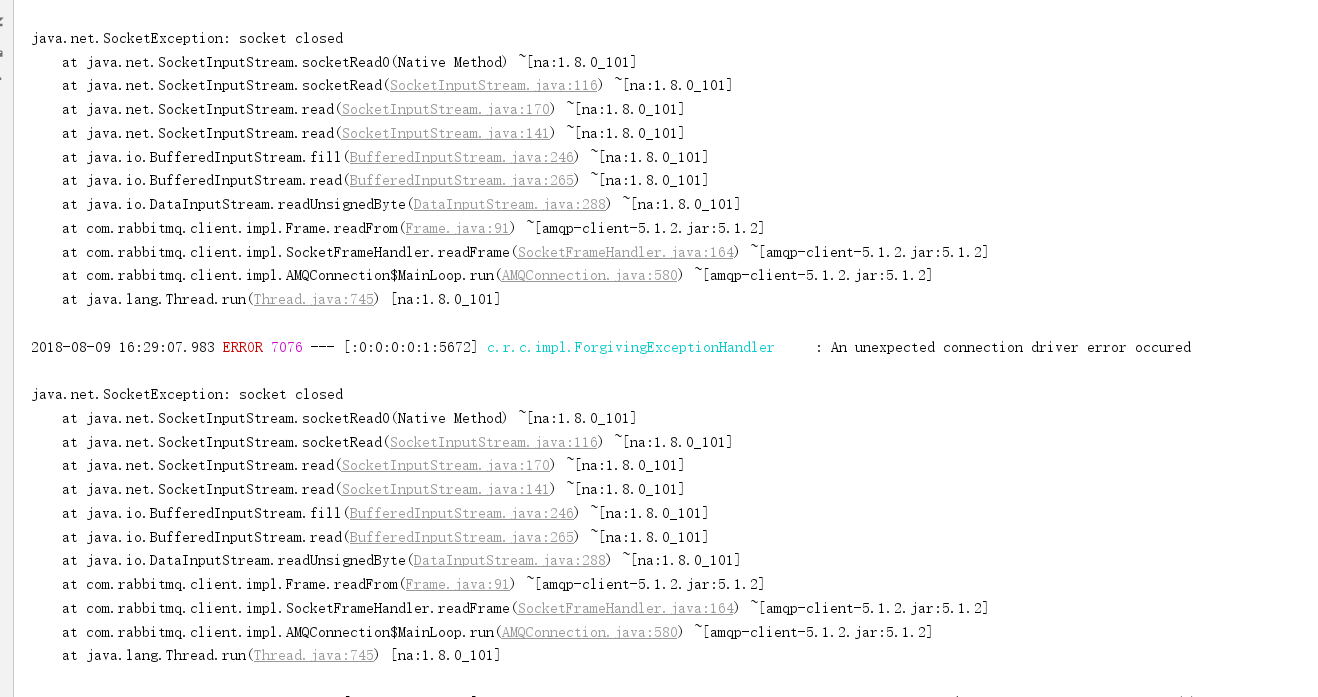 java.net.SocketException: socket closed
at java.net.SocketInputStream.socketRead0(Native Method) ~[na:1.8.0_101]
at java.net.SocketInputStream.socketRead(SocketInputStream.java:116) ~[na:1.8.0_101]
at java.net.SocketInputStream.read(SocketInputStream.java:170) ~[na:1.8.0_101]
at java.net.SocketInputStream.read(SocketInputStream.java:141) ~[na:1.8.0_101]
at java.io.BufferedInputStream.fill(BufferedInputStream.java:246) ~[na:1.8.0_101]
at java.io.BufferedInputStream.read(BufferedInputStream.java:265) ~[na:1.8.0_101]
at java.io.DataInputStream.readUnsignedByte(DataInputStream.java:288) ~[na:1.8.0_101]
at com.rabbitmq.client.impl.Frame.readFrom(Frame.java:91) ~[amqp-client-5.1.2.jar:5.1.2]
at com.rabbitmq.client.impl.SocketFrameHandler.readFrame(SocketFrameHandler.java:164) ~[amqp-client-5.1.2.jar:5.1.2]
at com.rabbitmq.client.impl.AMQConnection$MainLoop.run(AMQConnection.java:580) ~[amqp-client-5.1.2.jar:5.1.2]
at java.lang.Thread.run(Thread.java:745) [na:1.8.0_101]
2018-08-09 16:29:07.983 ERROR 7076 --- [:0:0:0:0:1:5672] c.r.c.impl.ForgivingExceptionHandler : An unexpected connection driver error occured
java.net.SocketException: socket closed
at java.net.SocketInputStream.socketRead0(Native Method) ~[na:1.8.0_101]
at java.net.SocketInputStream.socketRead(SocketInputStream.java:116) ~[na:1.8.0_101]
at java.net.SocketInputStream.read(SocketInputStream.java:170) ~[na:1.8.0_101]
at java.net.SocketInputStream.read(SocketInputStream.java:141) ~[na:1.8.0_101]
at java.io.BufferedInputStream.fill(BufferedInputStream.java:246) ~[na:1.8.0_101]
at java.io.BufferedInputStream.read(BufferedInputStream.java:265) ~[na:1.8.0_101]
at java.io.DataInputStream.readUnsignedByte(DataInputStream.java:288) ~[na:1.8.0_101]
at com.rabbitmq.client.impl.Frame.readFrom(Frame.java:91) ~[amqp-client-5.1.2.jar:5.1.2]
at com.rabbitmq.client.impl.SocketFrameHandler.readFrame(SocketFrameHandler.java:164) ~[amqp-client-5.1.2.jar:5.1.2]
at com.rabbitmq.client.impl.AMQConnection$MainLoop.run(AMQConnection.java:580) ~[amqp-client-5.1.2.jar:5.1.2]
at java.lang.Thread.run(Thread.java:745) [na:1.8.0_101]